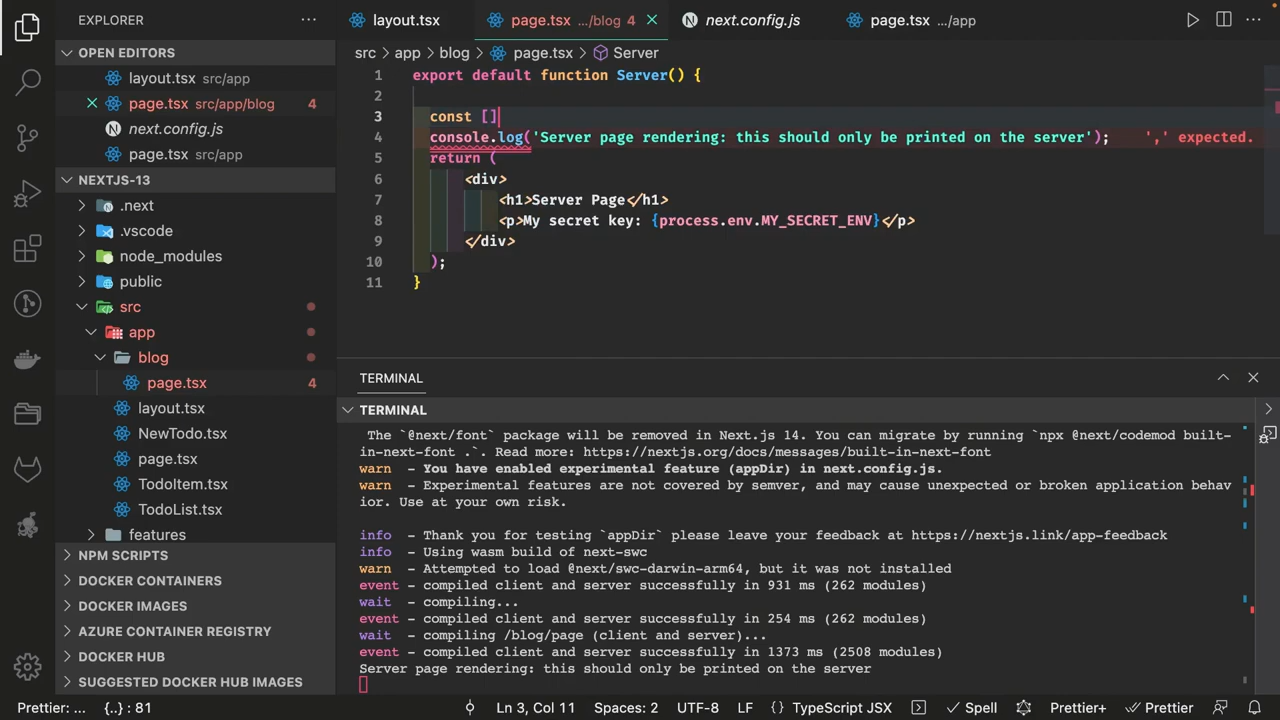 EXPLORER
OPEN EDITORS
layout.tsx src/app
page.tsx src/app/blog 4
next.config.js
page.tsx src/app
NEXTJS-13
.next
.vscode
node_modules
public
src
app
blog
page.tsx 4
layout.tsx
NewTodo.tsx
page.tsx
TodoItem.tsx
TodoList.tsx
features
NPM SCRIPTS
DOCKER CONTAINERS
DOCKER IMAGES
AZURE CONTAINER REGISTRY
DOCKER HUB
SUGGESTED DOCKER HUB IMAGES
layout.tsx page.tsx .../blog 4 next.config.js page.tsx .../app
src > app > blog > page.tsx > Server
1 export default function Server() {
2
3 const []
4 console.log('Server page rendering: this should only be printed on the server'); ',' expected.
5 return (
6 <div>
7 <h1>Server Page</h1>
8 <p>My secret key: {process.env.MY_SECRET_ENV}</p>
9 </div>
10 );
11 }
TERMINAL
TERMINAL
The `@next/font` package will be removed in Next.js 14. You can migrate by running `npx @next/codemod built-
in-next-font .`. Read more: https://nextjs.org/docs/messages/built-in-next-font
warn - You have enabled experimental feature (appDir) in next.config.js.
warn - Experimental features are not covered by semver, and may cause unexpected or broken application behav
ior. Use at your own risk.
info - Thank you for testing `appDir` please leave your feedback at https://nextjs.link/app-feedback
info - Using wasm build of next-swc
warn - Attempted to load @next/swc-darwin-arm64, but it was not installed
event - compiled client and server successfully in 931 ms (262 modules)
wait - compiling...
event - compiled client and server successfully in 254 ms (262 modules)
wait - compiling /blog/page (client and server)...
event - compiled client and server successfully in 1373 ms (2508 modules)
Server page rendering: this should only be printed on the server
Prettier: ... {..} : 81 Ln 3, Col 11 Spaces: 2 UTF-8 LF {} TypeScript JSX Spell Prettier+ Prettier